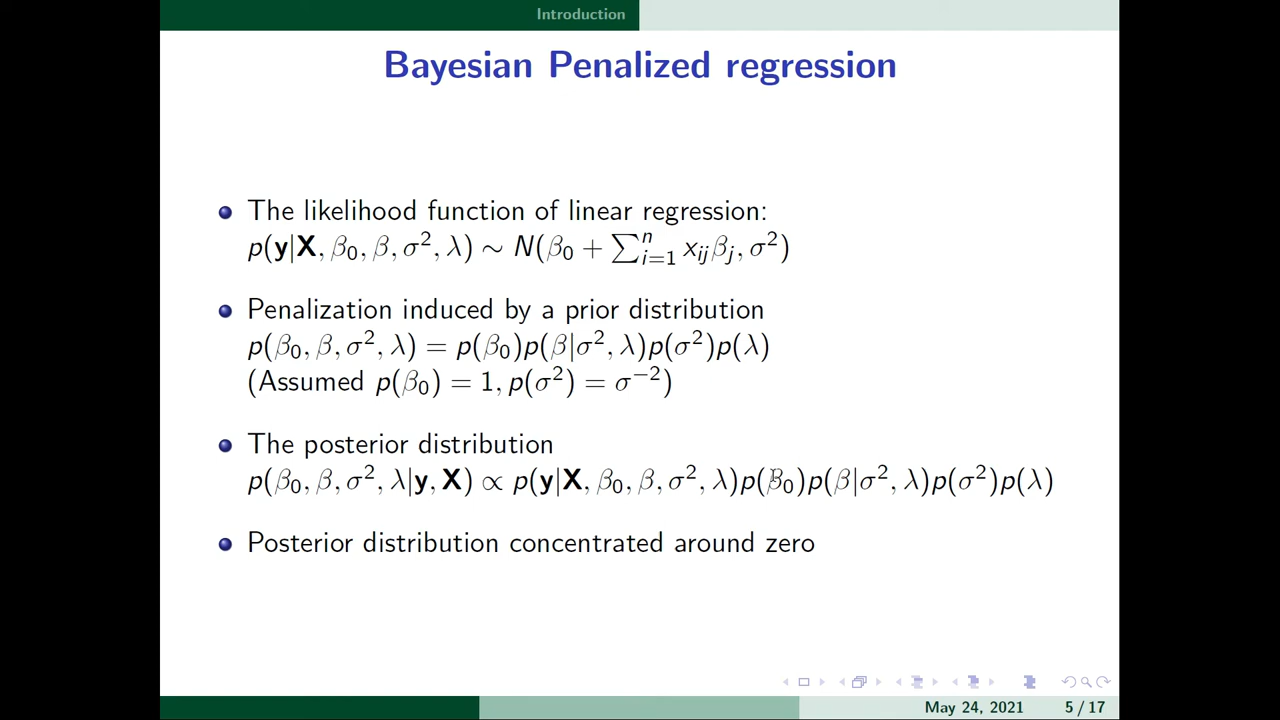 Introduction
Bayesian Penalized regression
The likelihood function of linear regression:
p(y|X, β₀, β, σ², λ) ∼ N(β₀ + ∑ⁿᵢ₌₁ xᵢⱼβⱼ, σ²)
Penalization induced by a prior distribution
p(β₀, β, σ², λ) = p(β₀)p(β|σ², λ)p(σ²)p(λ)
(Assumed p(β₀) = 1, p(σ²) = σ⁻²)
The posterior distribution
p(β₀, β, σ², λ|y, X) ∝ p(y|X, β₀, β, σ², λ)p(β₀)p(β|σ², λ)p(σ²)p(λ)
Posterior distribution concentrated around zero
May 24, 2021 5 / 17